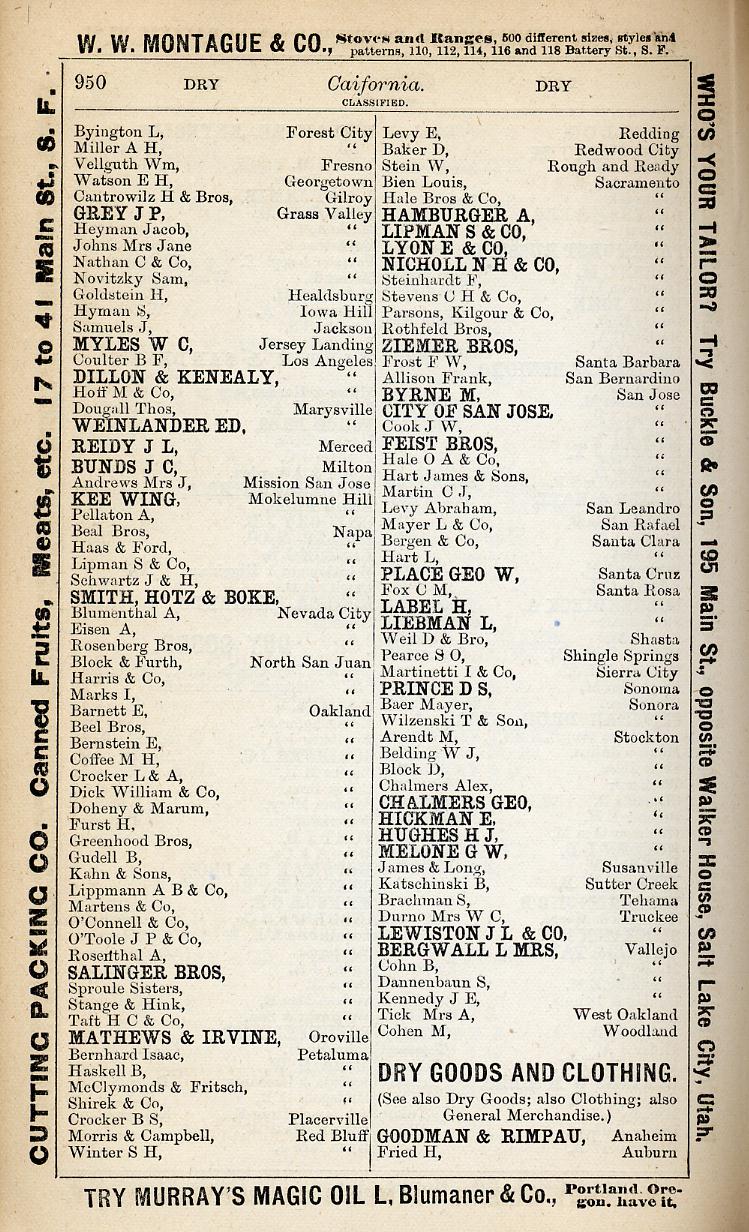 W. W. MONTAGUE & CO., Stoves and Ranges, 500 different sizes, styles and
patterns, 110, 112, 114, 116 and 118 Battery St., S. F.
CUTTING PACKING CO. Canned Fruits, Meats, etc. 17 to 41 Main St., S. F.
950 DRY Caifornia. DRY
CLASSIFIED.
Byington L, Forest City
Miller A H, "
Vellguth Wm, Fresno
Watson E H, Georgetown
Cantrowilz H & Bros, Gilroy
GREY J P, Grass Valley
Heyman Jacob, "
Johns Mrs Jane "
Nathan C & Co, "
Novitzky Sam, "
Goldstein H, Healdsburg
Hyman S, Iowa Hill
Samuels J, Jackson
MYLES W C, Jersey Landing
Coulter B F, Los Angeles
DILLON & KENEALY, "
Hoff M & Co, "
Dougall Thos, Marysville
WEINLANDER ED, "
REIDY J L, Merced
BUNDS J C, Milton
Andrews Mrs J, Mission San Jose
KEE WING, Mokelumne Hill
Pellaton A, "
Beal Bros, Napa
Haas & Ford, "
Lipman S & Co, "
Schwartz J & H, "
SMITH, HOTZ & BOKE, "
Blumenthal A, Nevada City
Eisen A, "
Rosenberg Bros, "
Block & Furth, North San Juan
Harris & Co, "
Marks I, "
Barnett E, Oakland
Beel Bros, "
Bernstein E, "
Coffee M H, "
Crocker L & A, "
Dick William & Co, "
Doheny & Marum, "
Furst H, "
Greenhood Bros, "
Gudell B, "
Kahn & Sons, "
Lippmann A B & Co, "
Martens & Co, "
O'Connell & Co, "
O'Toole J P & Co, "
Rosenthal A, "
SALINGER BROS, "
Sproule Sisters, "
Stange & Hink, "
Taft H C & Co, "
MATHEWS & IRVINE, Oroville
Bernhard Isaac, Petaluma
Haskell B, "
McClymonds & Fritsch, "
Shirek & Co, "
Crocker B S, Placerville
Morris & Campbell, Red Bluff
Winter S H, "
Levy E, Redding
Baker D, Redwood City
Stein W, Rough and Ready
Bien Louis, Sacramento
Hale Bros & Co, "
HAMBURGER A, "
LIPMAN S & CO, "
LYON E & CO, "
NICHOLL N H & CO, "
Steinhardt F, "
Stevens C H & Co, "
Parsons, Kilgour & Co, "
Rothfeld Bros, "
ZIEMER BROS, "
Frost F W, Santa Barbara
Allison Frank, San Bernardino
BYRNE M, San Jose
CITY OF SAN JOSE, "
Cook J W, "
FEIST BROS, "
Hale O A & Co, "
Hart James & Sons, "
Martin C J, "
Levy Abraham, San Leandro
Mayer L & Co, San Rafael
Bergen & Co, Santa Clara
Hart L, "
PLACE GEO W, Santa Cruz
Fox C M, Santa Rosa
LABEL H, "
LIEBMAN L, "
Weil D & Bro, Shasta
Pearce S O, Shingle Springs
Martinetti I & Co, Sierra City
PRINCE D S, Sonoma
Baer Mayer, Sonora
Wilzenski T & Son, "
Arendt M, Stockton
Belding W J, "
Block D, "
Chalmers Alex, "
CHALMERS GEO, "
HICKMAN E, "
HUGHES H J, "
MELONE G W, "
James & Long, Susanville
Katschinski B, Sutter Creek
Brachman S, Tehama
Durno Mrs W C, Truckee
LEWISTON J L & CO, "
BERGWALL L MRS, Vallejo
Cohn B, "
Dannenbaun S, "
Kennedy J E, "
Tick Mrs A, West Oakland
Cohen M, Woodland
DRY GOODS AND CLOTHING.
(See also Dry Goods; also Clothing; also
General Merchandise.)
GOODMAN & RIMPAU, Anaheim
Fried H, Auburn
WHO'S YOUR TAILOR? Try Buckle & Son, 195 Main St., opposite Walker House, Salt Lake City, Utah.
TRY MURRAY'S MAGIC OIL L. Blumaner & Co., Portland, Ore-
gon. have it.